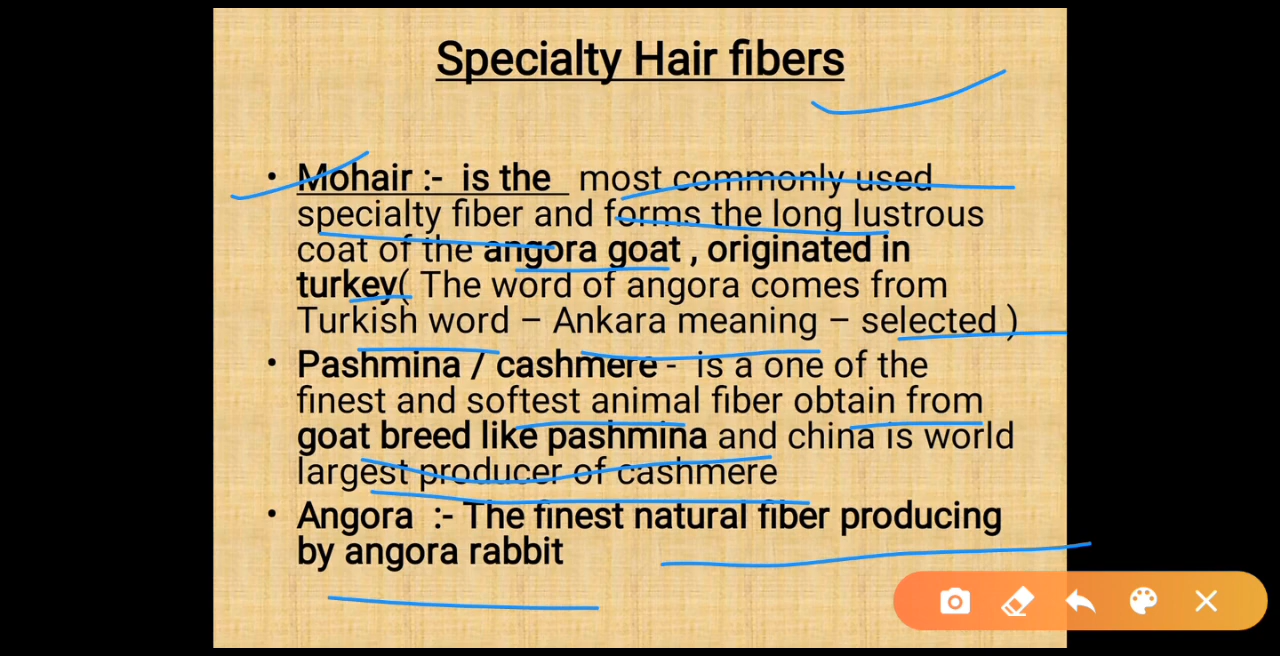 Specialty Hair fibers
• Mohair :- is the most commonly used
specialty fiber and forms the long lustrous
coat of the angora goat , originated in
turkey( The word of angora comes from
Turkish word – Ankara meaning – selected )
• Pashmina / cashmere - is a one of the
finest and softest animal fiber obtain from
goat breed like pashmina and china is world
largest producer of cashmere
• Angora :- The finest natural fiber producing
by angora rabbit